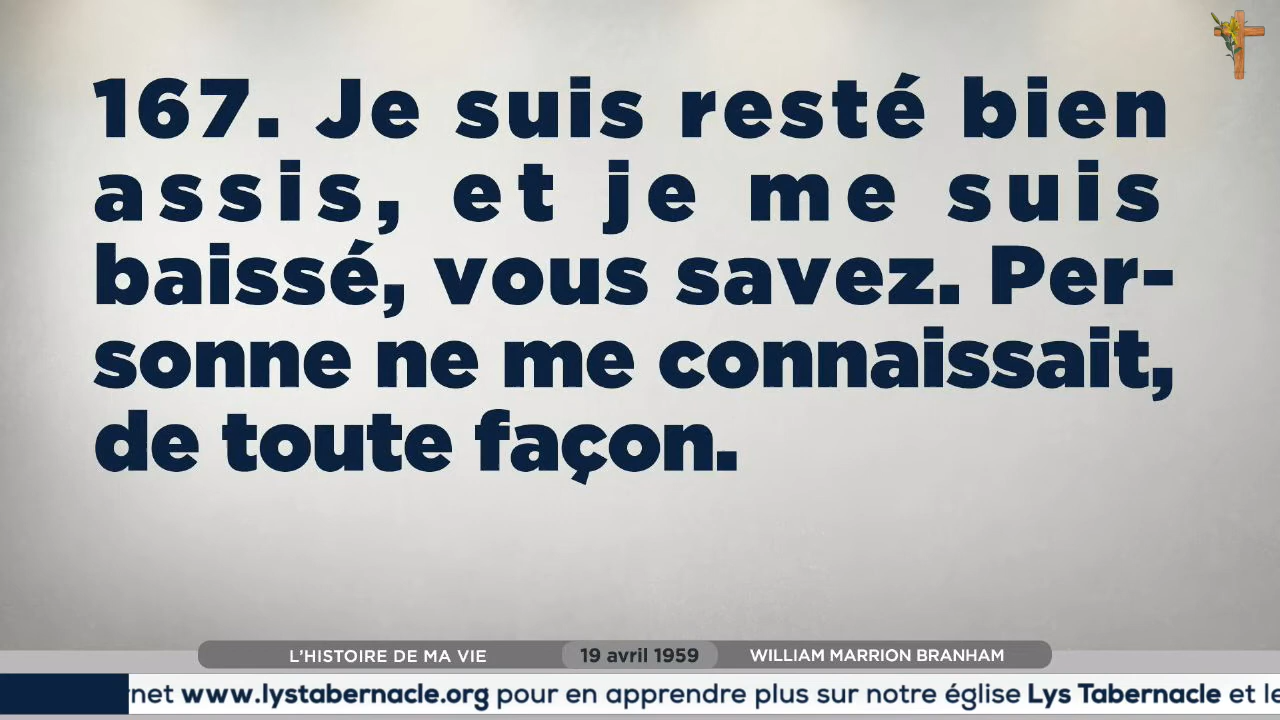 167. Je suis resté bien
assis, et je me suis
baissé, vous savez. Per-
sonne ne me connaissait,
de toute façon.
L'HISTOIRE DE MA VIE 19 avril 1959 WILLIAM MARRION BRANHAM
www.lystabernacle.org pour en apprendre plus sur notre église Lys Tabernacle et